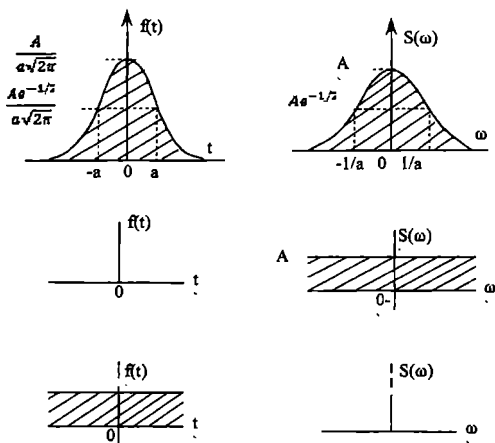 f(t)
A
a√2π
Ae^{-1/2}
a√2π
-a 0 a t
S(ω)
A
Ae^{-1/2}
-1/a 0 1/a ω
f(t)
0 t
S(ω)
A
0 ω
f(t)
0 t
S(ω)
ω